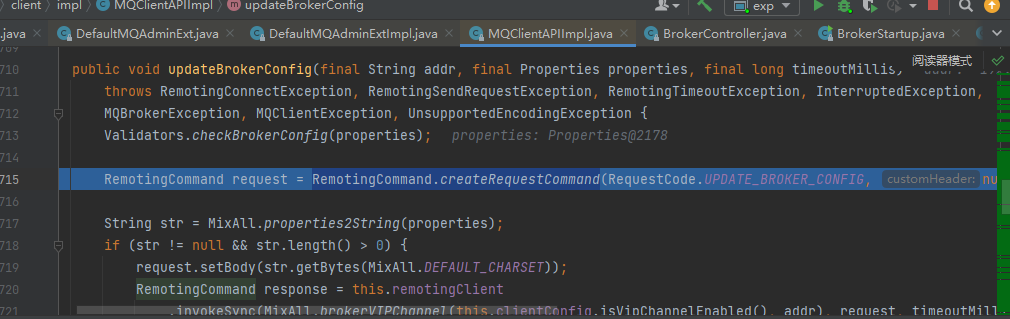 client › impl › MQClientAPIImpl › m updateBrokerConfig exp
.java × DefaultMQAdminExt.java × DefaultMQAdminExtImpl.java × MQClientAPIImpl.java × BrokerController.java × BrokerStartup.java ×
709
710 public void updateBrokerConfig(final String addr, final Properties properties, final long timeoutMillis) 阅读器模式
711 throws RemotingConnectException, RemotingSendRequestException, RemotingTimeoutException, InterruptedException,
712 MQBrokerException, MQClientException, UnsupportedEncodingException {
713 Validators.checkBrokerConfig(properties); properties: Properties@2178
714
715 RemotingCommand request = RemotingCommand.createRequestCommand(RequestCode.UPDATE_BROKER_CONFIG, customHeader: nu
716
717 String str = MixAll.properties2String(properties);
718 if (str != null && str.length() > 0) {
719 request.setBody(str.getBytes(MixAll.DEFAULT_CHARSET));
720 RemotingCommand response = this.remotingClient
721 .invokeSync(MixAll.brokerVIPChannel(this.clientConfig.isVipChannelEnabled(), addr), request, timeoutMill